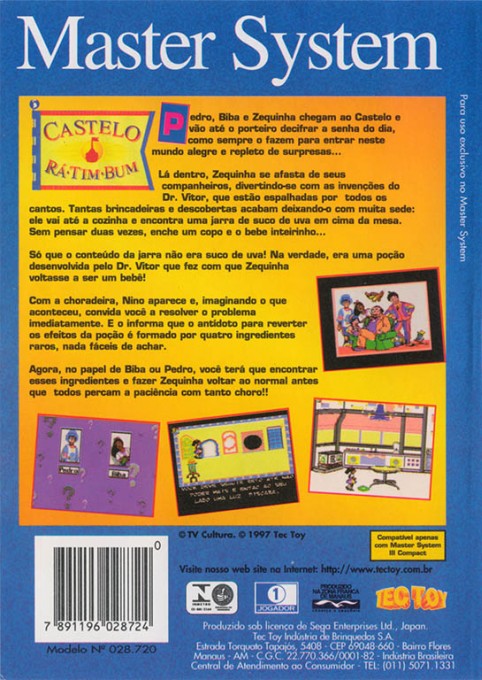 Master System
CASTELO
RÁ·TIM·BUM
Pedro, Biba e Zequinha chegam ao Castelo e
vão até o porteiro decifrar a senha do dia,
como sempre o fazem para entrar neste
mundo alegre e repleto de surpresas...
Lá dentro, Zequinha se afasta de seus
companheiros, divertindo-se com as invenções do
Dr. Vitor, que estão espalhadas por todos os
cantos. Tantas brincadeiras e descobertas acabam deixando-o com muita sede:
ele vai até a cozinha e encontra uma jarra de suco de uva em cima da mesa.
Sem pensar duas vezes, enche um copo e o bebe inteirinho...
Só que o conteúdo da jarra não era suco de uva! Na verdade, era uma poção
desenvolvida pelo Dr. Vitor que fez com que Zequinha
voltasse a ser um bebê!
Com a choradeira, Nino aparece e, imaginando o que
aconteceu, convida você a resolver o problema
imediatamente. E o informa que o antídoto para reverter
os efeitos da poção é formado por quatro ingredientes
raros, nada fáceis de achar.
Agora, no papel de Biba ou Pedro, você terá que encontrar
esses ingredientes e fazer Zequinha voltar ao normal antes
que todos percam a paciência com tanto choro!!
Para uso exclusivo no Master System
Pedro
Biba
© TV Cultura. © 1997 Tec Toy
Compatível apenas
com Master System
III Compact
Visite nosso web site na Internet: http://www.tectoy.com.br
0
7 891196 028724
Modelo Nº 028.720
INMETRO
1
JOGADOR
PRODUZIDO
NA ZONA FRANCA
DE MANAUS
TECTOY
Produzido sob licença de Sega Enterprises Ltd., Japan.
Tec Toy Indústria de Brinquedos S.A.
Estrada Torquato Tapajós, 5408 - CEP 69048-660 - Bairro Flores
Manaus - AM - C.G.C. 22.770.366/0001-82 - Indústria Brasileira
Central de Atendimento ao Consumidor - TEL: (011) 5071.1331